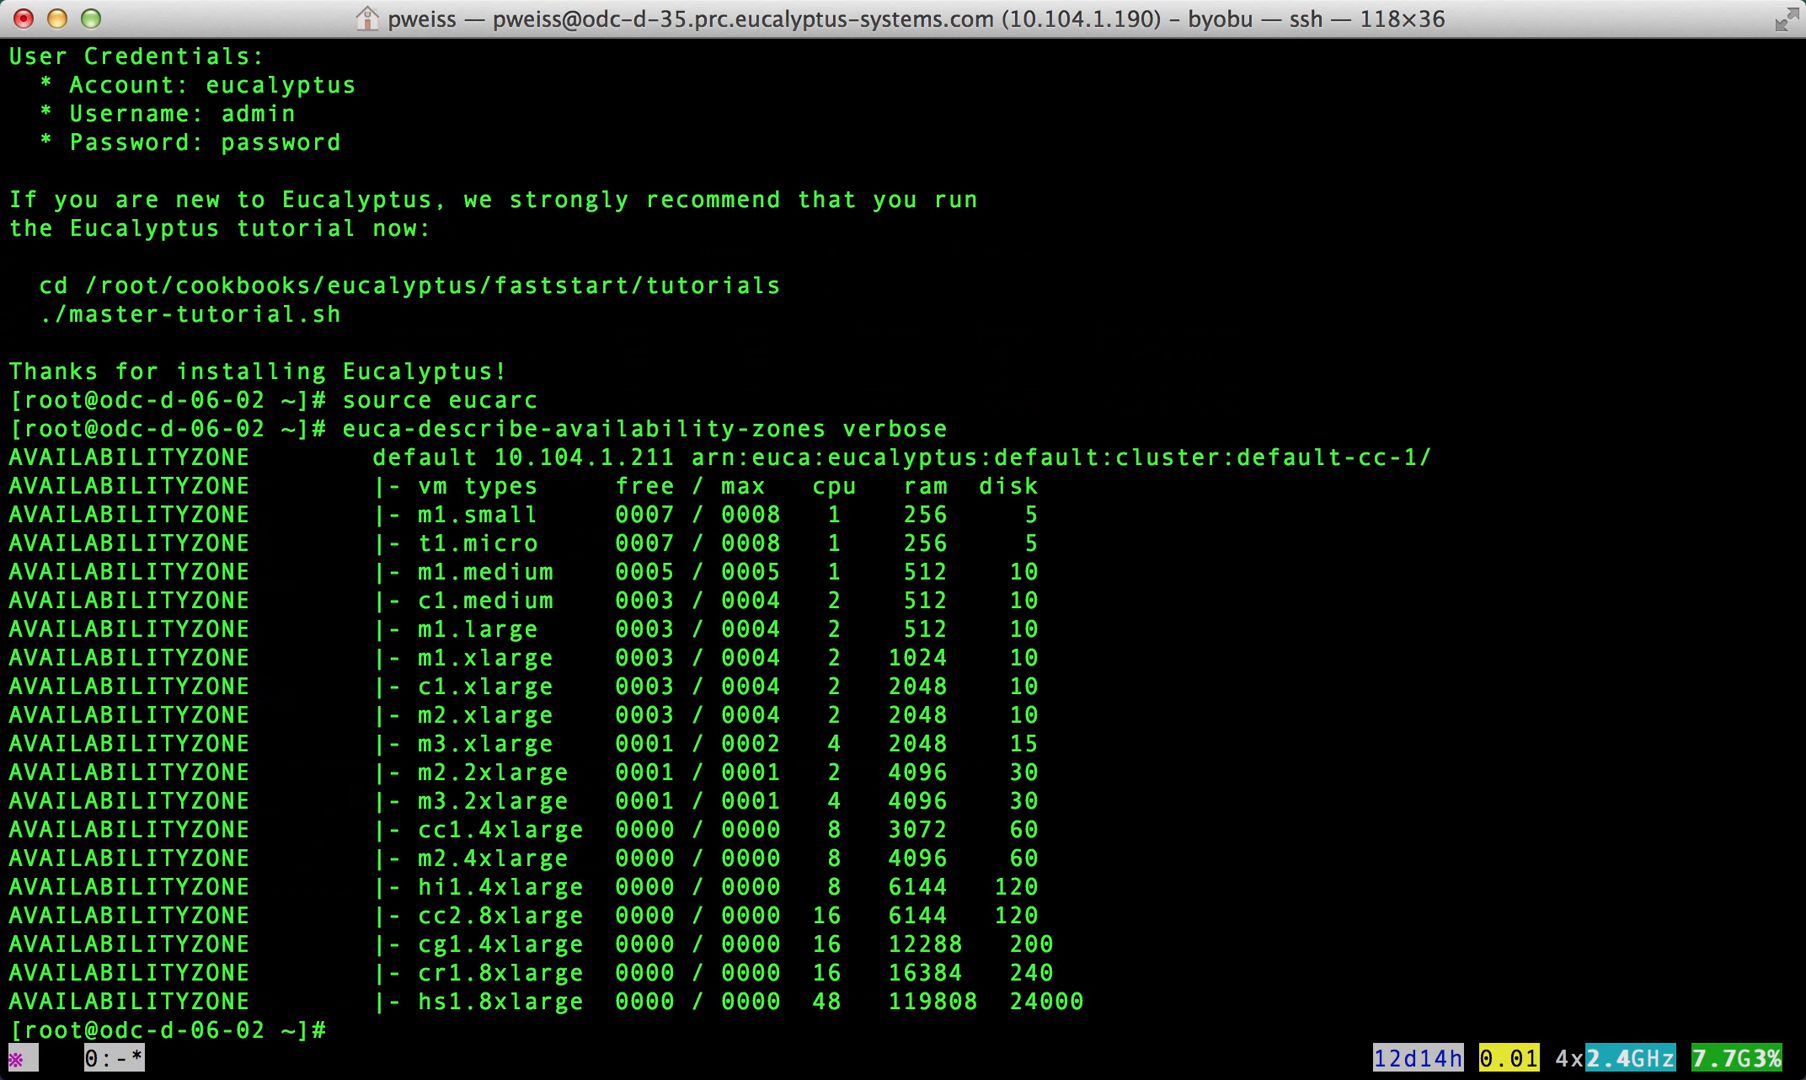 pweiss — pweiss@odc-d-35.prc.eucalyptus-systems.com (10.104.1.190) – byobu — ssh — 118×36
User Credentials:
  * Account: eucalyptus
  * Username: admin
  * Password: password
If you are new to Eucalyptus, we strongly recommend that you run
the Eucalyptus tutorial now:
  cd /root/cookbooks/eucalyptus/faststart/tutorials
  ./master-tutorial.sh
Thanks for installing Eucalyptus!
[root@odc-d-06-02 ~]# source eucarc
[root@odc-d-06-02 ~]# euca-describe-availability-zones verbose
AVAILABILITYZONE        default 10.104.1.211 arn:euca:eucalyptus:default:cluster:default-cc-1/
AVAILABILITYZONE        |- vm types     free / max   cpu   ram  disk
AVAILABILITYZONE        |- m1.small     0007 / 0008   1    256     5
AVAILABILITYZONE        |- t1.micro     0007 / 0008   1    256     5
AVAILABILITYZONE        |- m1.medium    0005 / 0005   1    512    10
AVAILABILITYZONE        |- c1.medium    0003 / 0004   2    512    10
AVAILABILITYZONE        |- m1.large     0003 / 0004   2    512    10
AVAILABILITYZONE        |- m1.xlarge    0003 / 0004   2   1024    10
AVAILABILITYZONE        |- c1.xlarge    0003 / 0004   2   2048    10
AVAILABILITYZONE        |- m2.xlarge    0003 / 0004   2   2048    10
AVAILABILITYZONE        |- m3.xlarge    0001 / 0002   4   2048    15
AVAILABILITYZONE        |- m2.2xlarge   0001 / 0001   2   4096    30
AVAILABILITYZONE        |- m3.2xlarge   0001 / 0001   4   4096    30
AVAILABILITYZONE        |- cc1.4xlarge  0000 / 0000   8   3072    60
AVAILABILITYZONE        |- m2.4xlarge   0000 / 0000   8   4096    60
AVAILABILITYZONE        |- hi1.4xlarge  0000 / 0000   8   6144   120
AVAILABILITYZONE        |- cc2.8xlarge  0000 / 0000  16   6144   120
AVAILABILITYZONE        |- cg1.4xlarge  0000 / 0000  16   12288   200
AVAILABILITYZONE        |- cr1.8xlarge  0000 / 0000  16   16384   240
AVAILABILITYZONE        |- hs1.8xlarge  0000 / 0000  48   119808  24000
[root@odc-d-06-02 ~]#
※    0:-*    12d14h 0.01 4x2.4GHz 7.7G3%